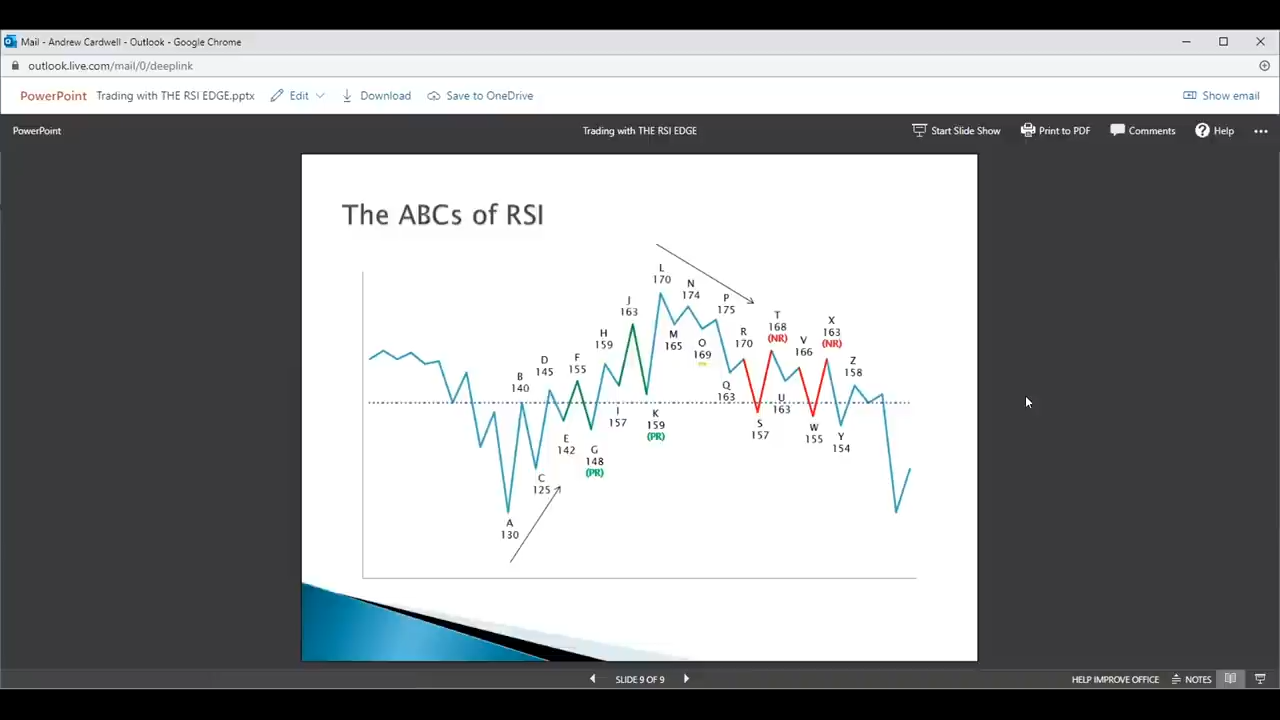 Mail - Andrew Cardwell - Outlook - Google Chrome
outlook.live.com/mail/0/deeplink
PowerPoint Trading with THE RSI EDGE.pptx Edit Download Save to OneDrive Show email
PowerPoint Trading with THE RSI EDGE Start Slide Show Print to PDF Comments Help
The ABCs of RSI
L
170
N
174
P
175
J
163
T
168
(NR)
X
163
(NR)
R
170
H
159
M
165
O
169
V
166
D
145
F
155
Z
158
B
140
Q
163
U
163
I
157
K
159
(PR)
S
157
W
155
Y
154
E
142
G
148
(PR)
C
125
A
130
SLIDE 9 OF 9 HELP IMPROVE OFFICE NOTES